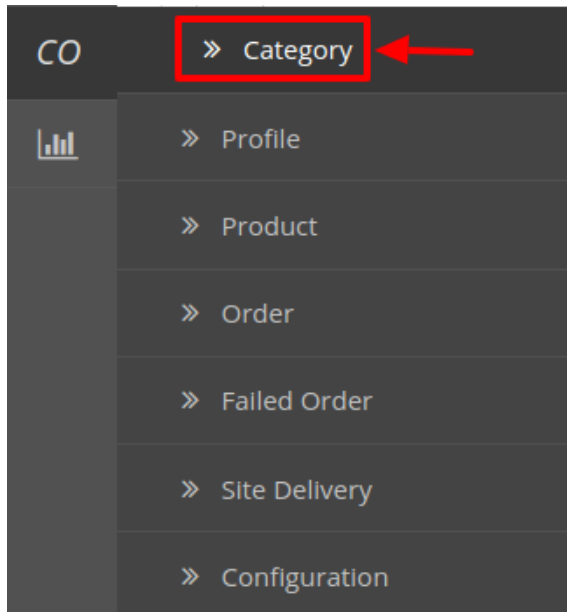 CO
» Category
» Profile
» Product
» Order
» Failed Order
» Site Delivery
» Configuration